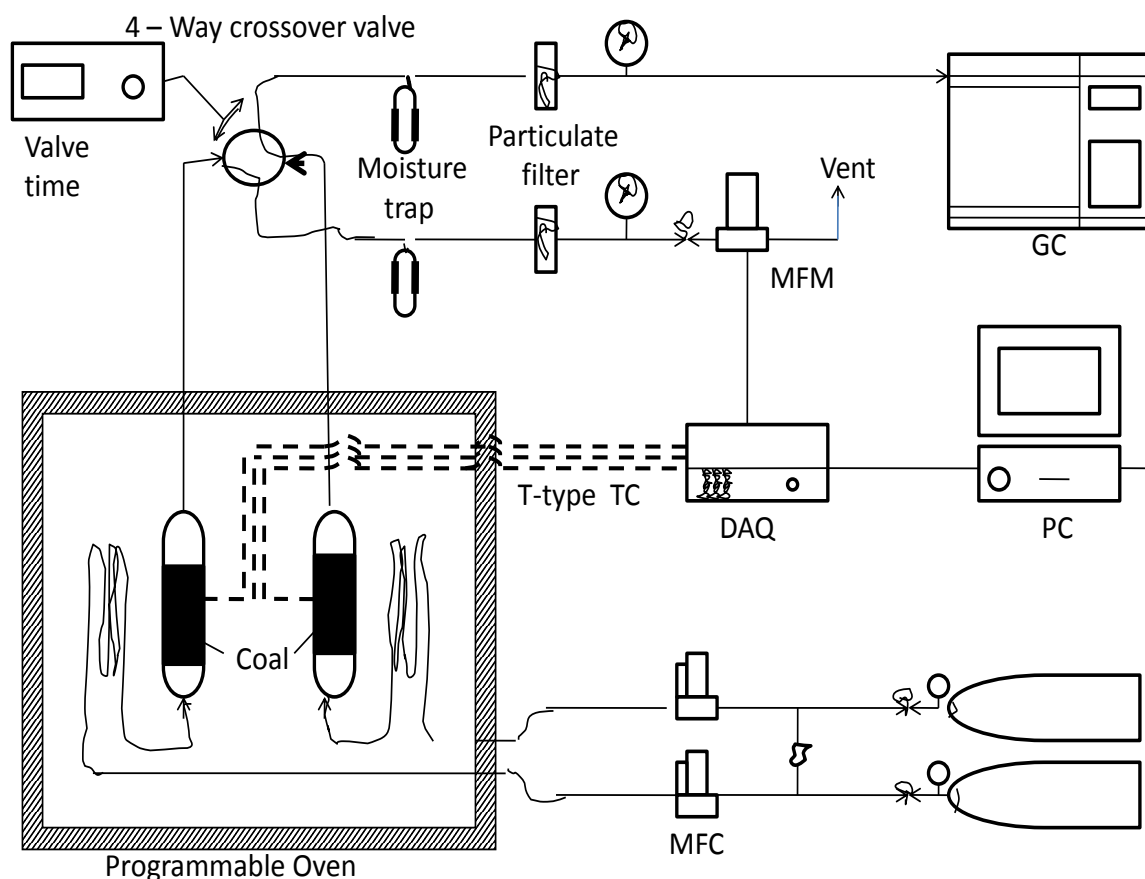 4 – Way crossover valve
Valve
time
Moisture
trap
Particulate
filter
Vent
GC
MFM
T-type TC
DAQ
PC
Coal
MFC
Programmable Oven